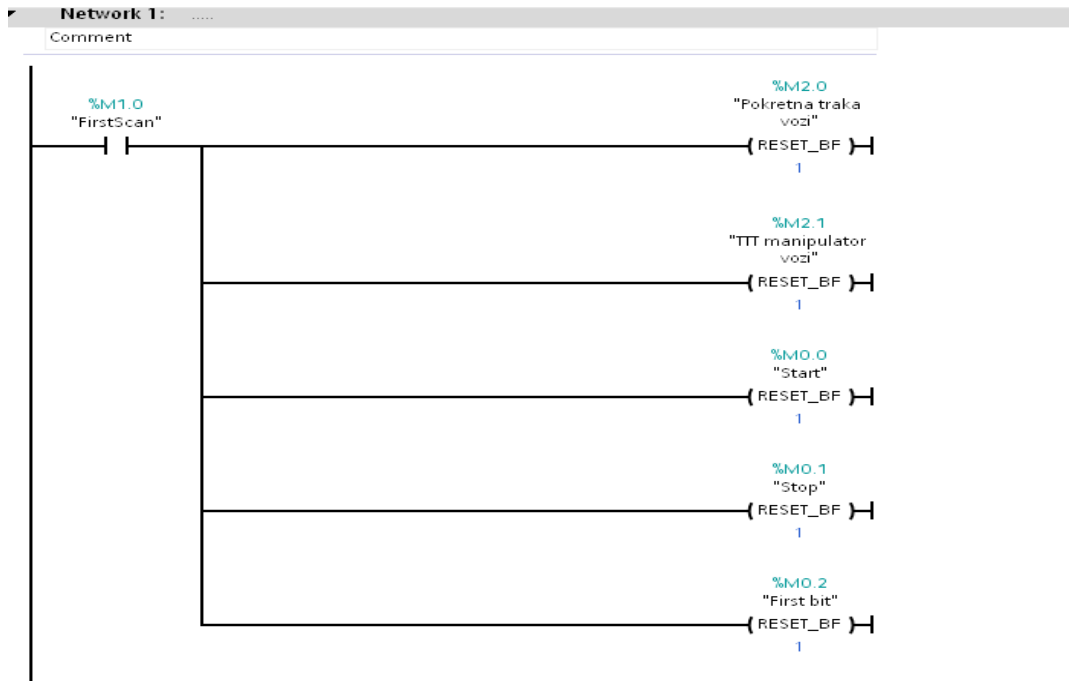 Network 1: .....
Comment
%M1.0
"FirstScan"
%M2.0
"Pokretna traka
vozi"
RESET_BF
1
%M2.1
"TTT manipulator
vozi"
RESET_BF
1
%M0.0
"Start"
RESET_BF
1
%M0.1
"Stop"
RESET_BF
1
%M0.2
"First bit"
RESET_BF
1